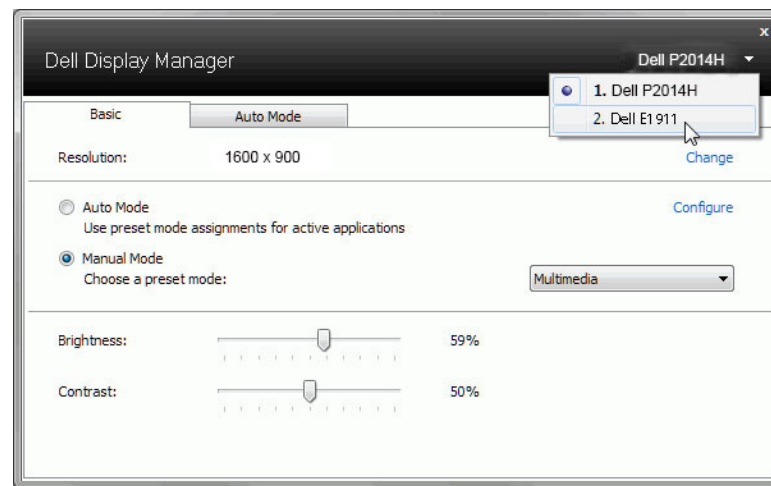 x
Dell Display Manager
Dell P2014H
1. Dell P2014H
2. Dell E1911
Basic
Auto Mode
Resolution:
1600 x 900
Change
Auto Mode
Configure
Use preset mode assignments for active applications
Manual Mode
Choose a preset mode:
Multimedia
Brightness:
59%
Contrast:
50%